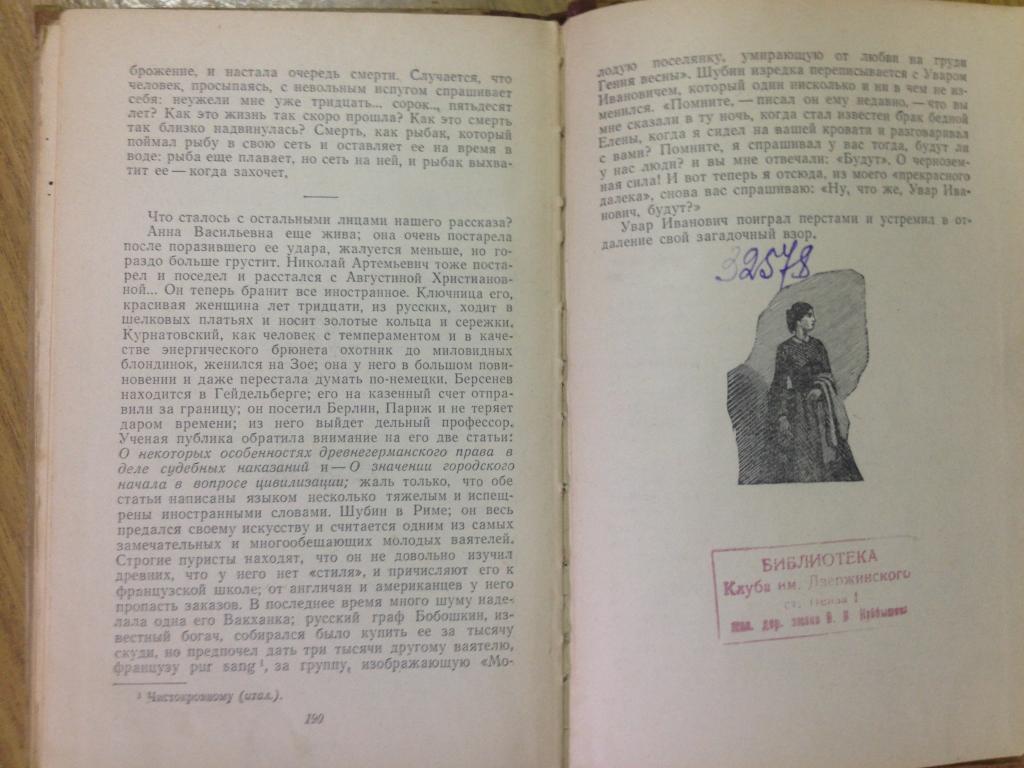 брожение, и настала очередь смерти. Случается, что
человек, просыпаясь, с невольным испугом спрашивает
себя: неужели мне уже тридцать... сорок... пятьдесят
лет? Как это жизнь так скоро прошла? Как это смерть
так близко надвинулась? Смерть, как рыбак, который
поймал рыбу в свою сеть и оставляет ее на время в
воде: рыба еще плавает, но сеть на ней, и рыбак выхва-
тит ее — когда захочет.
Что сталось с остальными лицами нашего рассказа?
Анна Васильевна еще жива; она очень постарела
после поразившего ее удара, жалуется меньше, но го-
раздо больше грустит. Николай Артемьевич тоже поста-
рел и поседел и расстался с Августиной Христианов-
ной... Он теперь бранит все иностранное. Ключница его,
красивая женщина лет тридцати, из русских, ходит в
шелковых платьях и носит золотые кольца и сережки.
Курнатовский, как человек с темпераментом и в каче-
стве энергического брюнета охотник до миловидных
блондинок, женился на Зое; она у него в большом пови-
новении и даже перестала думать по-немецки. Берсенев
находится в Гейдельберге; его на казенный счет отпра-
вили за границу; он посетил Берлин, Париж и не теряет
даром времени; из него выйдет дельный профессор.
Ученая публика обратила внимание на его две статьи:
О некоторых особенностях древнегерманского права в
деле судебных наказаний и — О значении городского
начала в вопросе цивилизации; жаль только, что обе
статьи написаны языком несколько тяжелым и испещ-
рены иностранными словами. Шубин в Риме; он весь
предался своему искусству и считается одним из самых
замечательных и многообещающих молодых ваятелей.
Строгие пуристы находят, что он не довольно изучил
древних, что у него нет «стиля», и причисляют его к
французской школе; от англичан и американцев у него
пропасть заказов. В последнее время много шуму наде-
лала одна его Вакханка; русский граф Бобошкин, из-
вестный богач, собирался было купить ее за тысячу
скуди, но предпочел дать три тысячи другому ваятелю,
французу pur sang¹, за группу, изображающую «Мо-
¹ Чистокровному (итал.).
190
лодую поселянку, умирающую от любви на груди
Гения весны». Шубин изредка переписывается с Уваром
Ивановичем, который один нисколько и ни в чем не из-
менился. «Помните, — писал он ему недавно, — что вы
мне сказали в ту ночь, когда стал известен брак бедной
Елены, когда я сидел на вашей кровати и разговаривал
с вами? Помните, я спрашивал у вас тогда, будут ли
у нас люди? и вы мне отвечали: «Будут». О чернозем-
ная сила! И вот теперь я отсюда, из моего «прекрасного
далека», снова вас спрашиваю: «Ну, что же, Увар Ива-
нович, будут?»
Увар Иванович поиграл перстами и устремил в от-
даление свой загадочный взор.
32578
БИБЛИОТЕКА
Клуба им. Дзержинского
ст. Пенза 1
жел. дор. имени В. В. Куйбышева